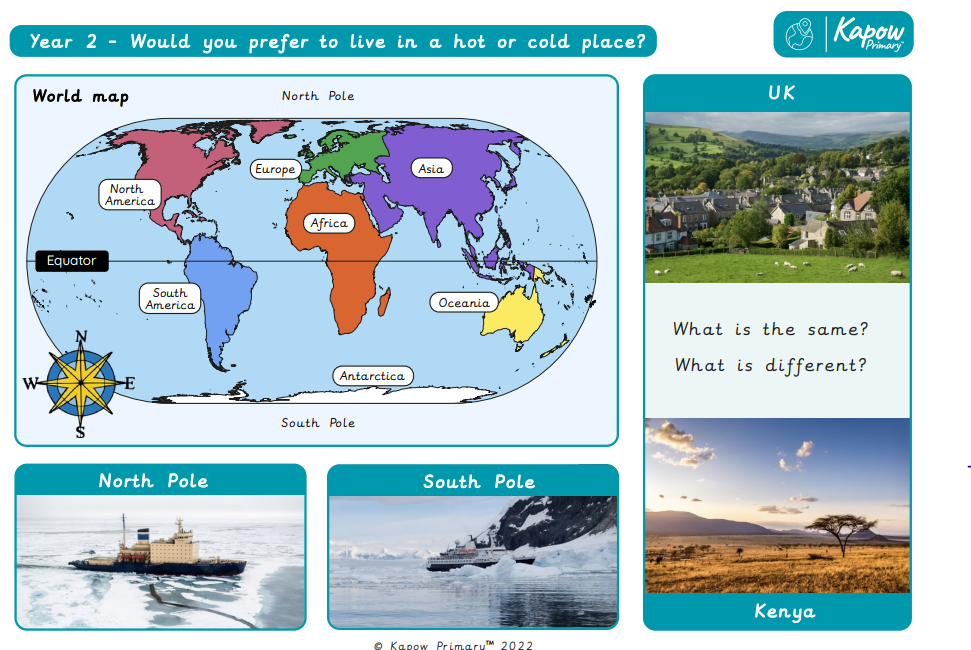 Year 2 - Would you prefer to live in a hot or cold place?
Kapow
Primary™
World map
North Pole
North
America
Europe
Asia
Africa
Equator
South
America
Oceania
Antarctica
N
W
E
S
South Pole
UK
What is the same?
What is different?
Kenya
North Pole
South Pole
© Kapow Primary™ 2022